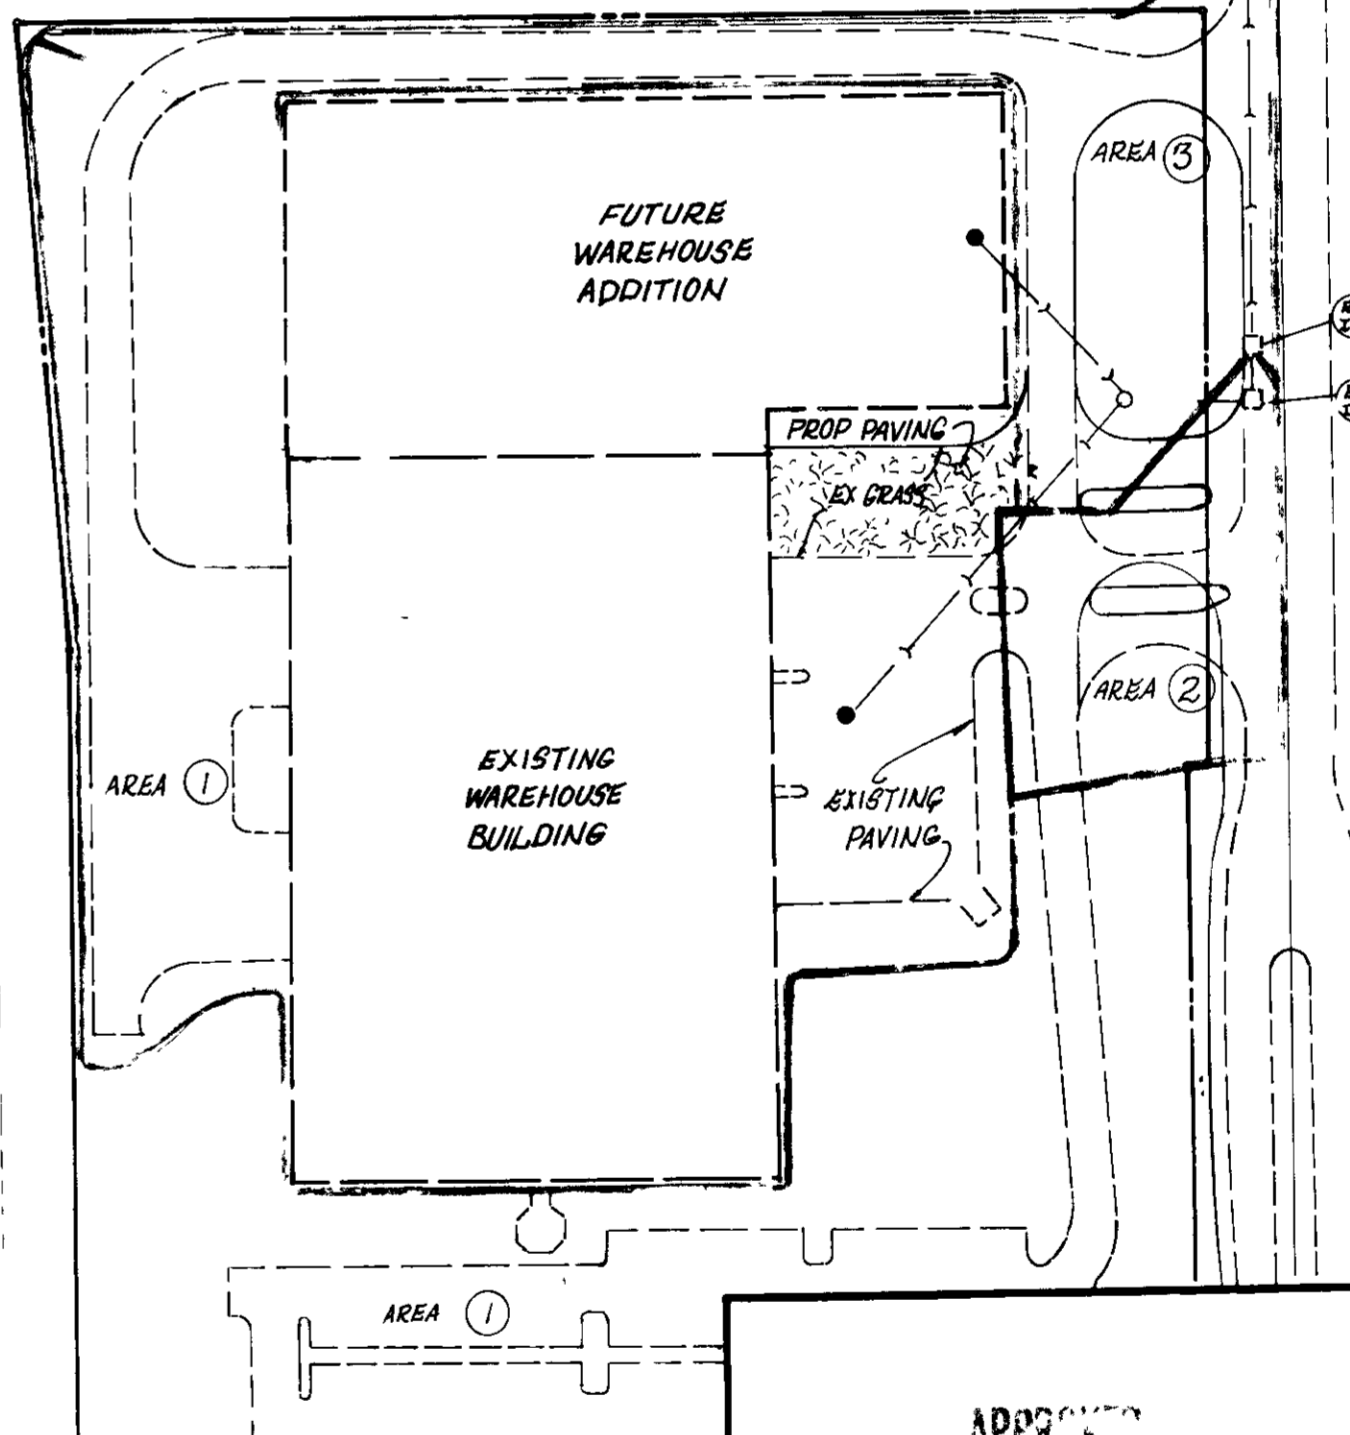 AREA 3
FUTURE
WAREHOUSE
ADDITION
PROP PAVING
EX GRASS
AREA 2
EXISTING
WAREHOUSE
BUILDING
AREA 1
EXISTING
PAVING
AREA 1